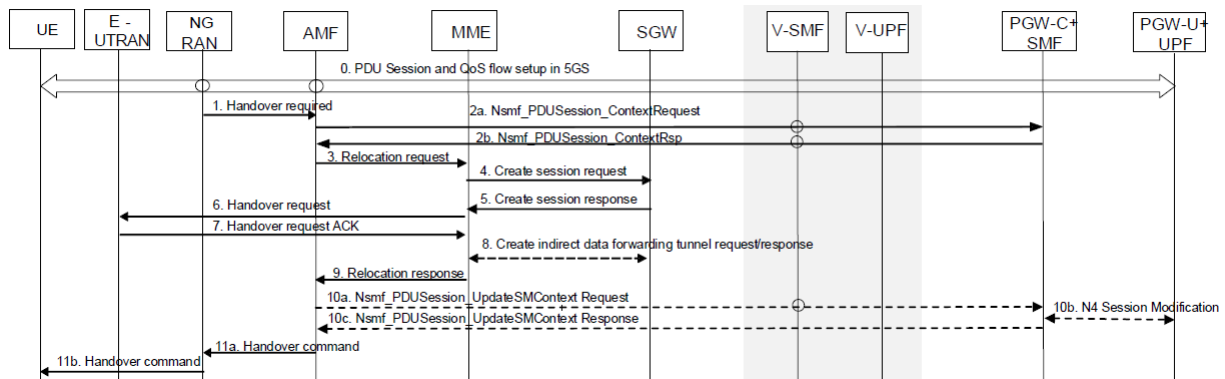 UE
E -
UTRAN
NG
RAN
AMF
MME
SGW
V-SMF
V-UPF
PGW-C+
SMF
PGW-U+
UPF
0. PDU Session and QoS flow setup in 5GS
1. Handover required
2a. Nsmf_PDUSession_ContextRequest
2b. Nsmf_PDUSession_ContextRsp
3. Relocation request
4. Create session request
5. Create session response
6. Handover request
7. Handover request ACK
8. Create indirect data forwarding tunnel request/response
9. Relocation response
10a. Nsmf_PDUSession_UpdateSMContext Request
10b. N4 Session Modification
10c. Nsmf_PDUSession_UpdateSMContext Response
11a. Handover command
11b. Handover command